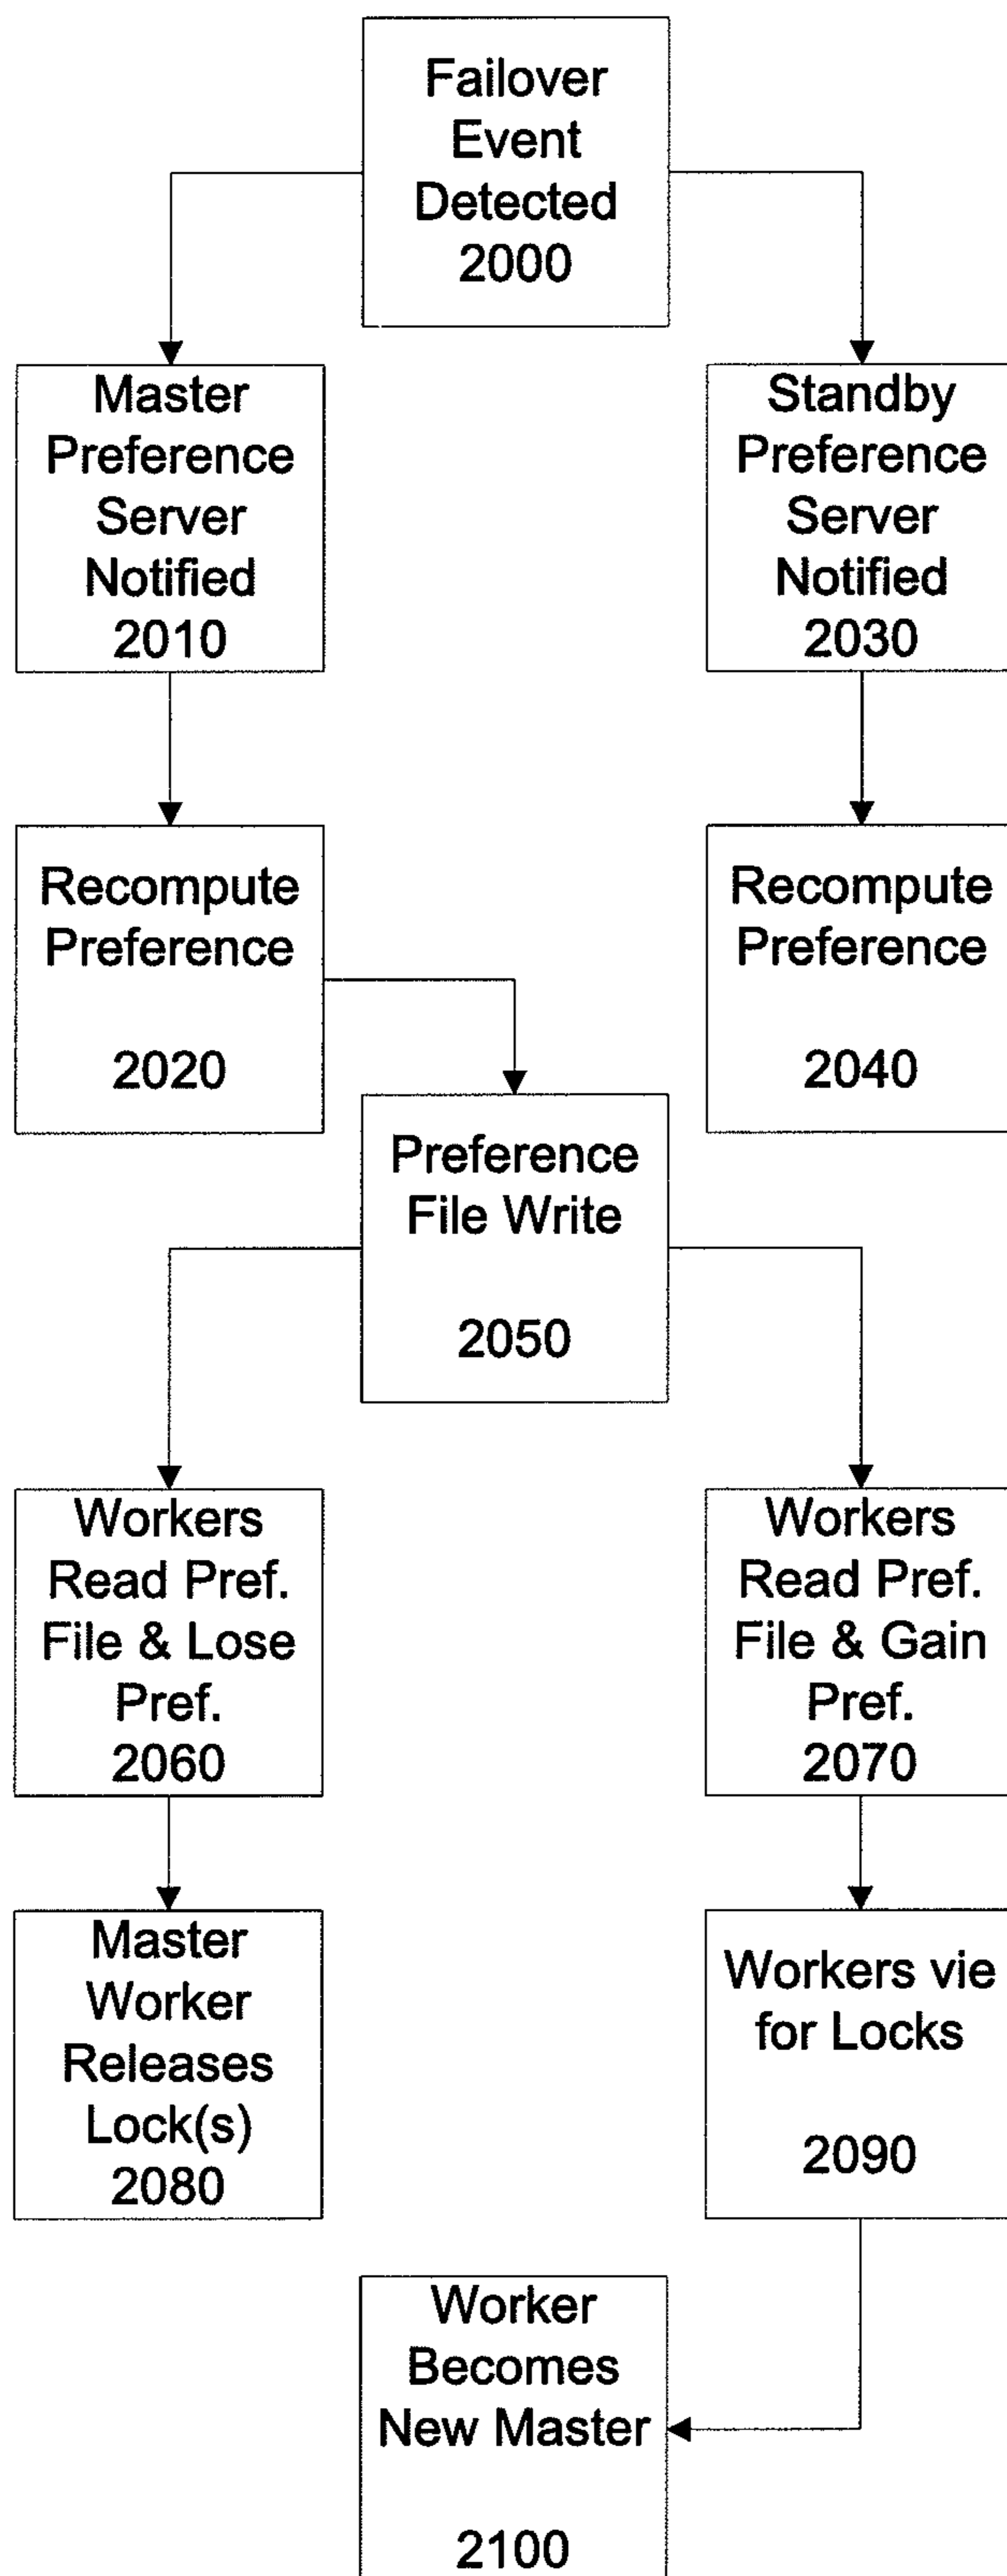 Failover
Event
Detected
2000
Master
Preference
Server
Notified
2010
Standby
Preference
Server
Notified
2030
Recompute
Preference
2020
Recompute
Preference
2040
Preference
File Write
2050
Workers
Read Pref.
File & Lose
Pref.
2060
Workers
Read Pref.
File & Gain
Pref.
2070
Master
Worker
Releases
Lock(s)
2080
Workers vie
for Locks
2090
Worker
Becomes
New Master
2100